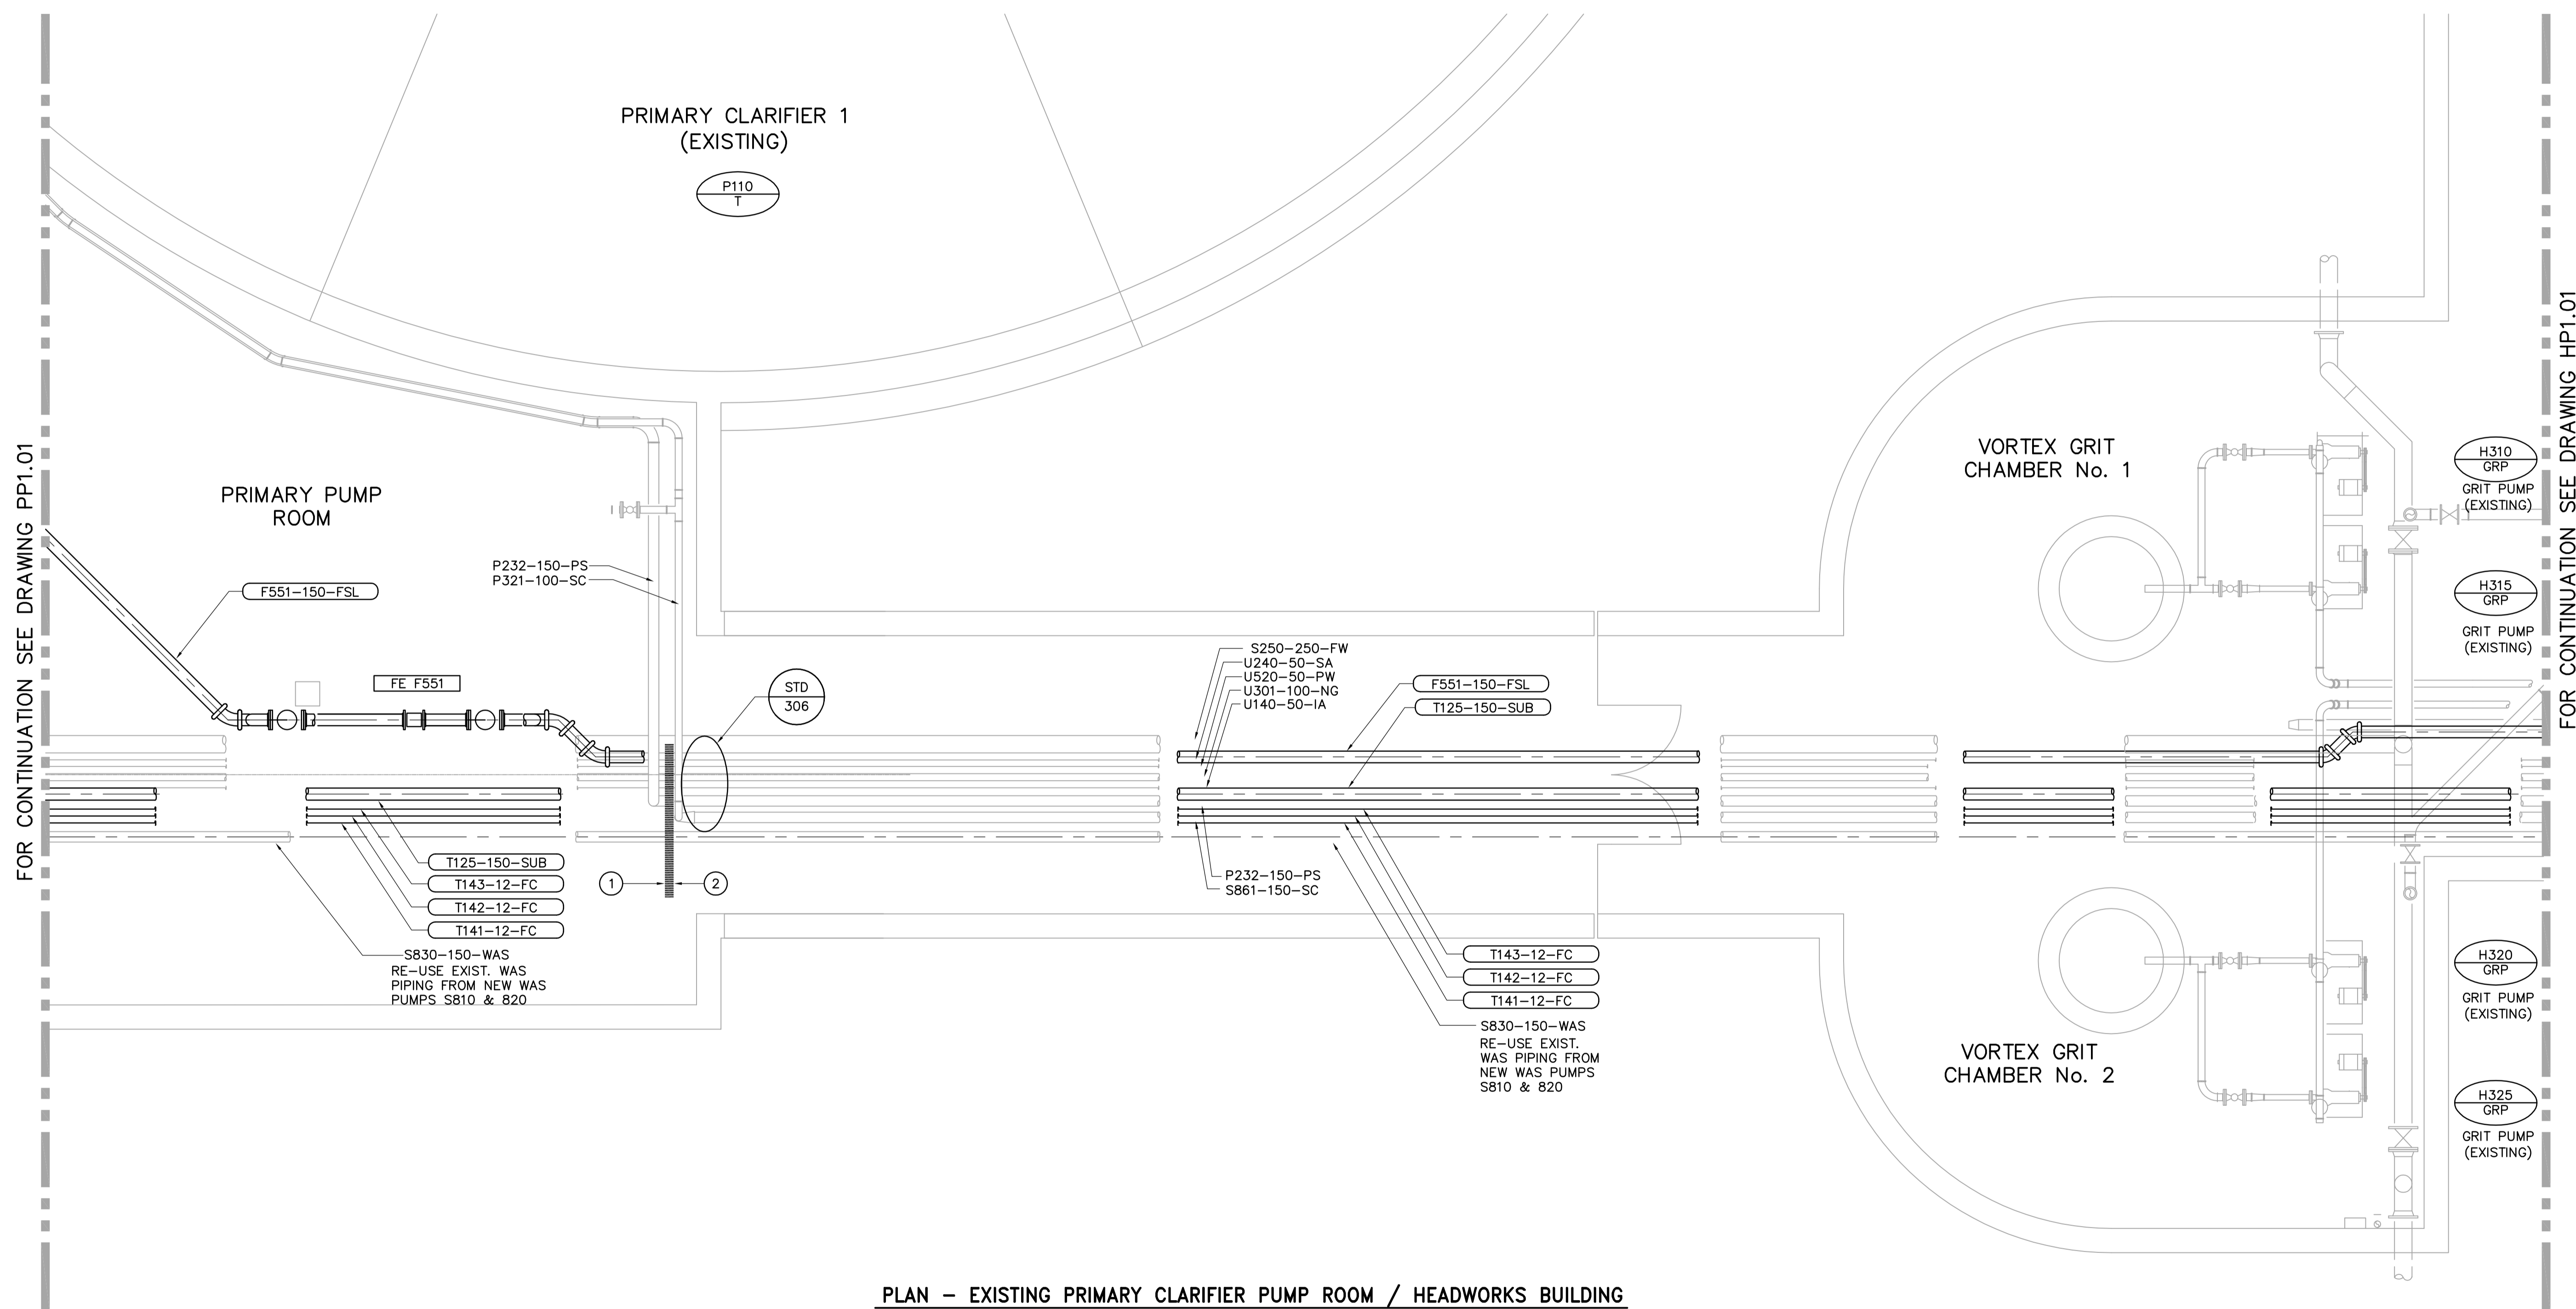 FOR CONTINUATION SEE DRAWING PP1.01
PRIMARY CLARIFIER 1
(EXISTING)
P110
T
PRIMARY PUMP
ROOM
F551-150-FSL
FE F551
P232-150-PS
P321-100-SC
STD
306
T125-150-SUB
T143-12-FC
T142-12-FC
T141-12-FC
S830-150-WAS
RE-USE EXIST. WAS
PIPING FROM NEW WAS
PUMPS S810 & 820
1
2
S250-250-FW
U240-50-SA
U520-50-PW
U301-100-NG
U140-50-IA
F551-150-FSL
T125-150-SUB
P232-150-PS
S861-150-SC
T143-12-FC
T142-12-FC
T141-12-FC
S830-150-WAS
RE-USE EXIST.
WAS PIPING FROM
NEW WAS PUMPS
S810 & 820
VORTEX GRIT
CHAMBER No. 1
VORTEX GRIT
CHAMBER No. 2
H310
GRP
GRIT PUMP
(EXISTING)
H315
GRP
GRIT PUMP
(EXISTING)
H320
GRP
GRIT PUMP
(EXISTING)
H325
GRP
GRIT PUMP
(EXISTING)
FOR CONTINUATION SEE DRAWING HP1.01
PLAN - EXISTING PRIMARY CLARIFIER PUMP ROOM / HEADWORKS BUILDING